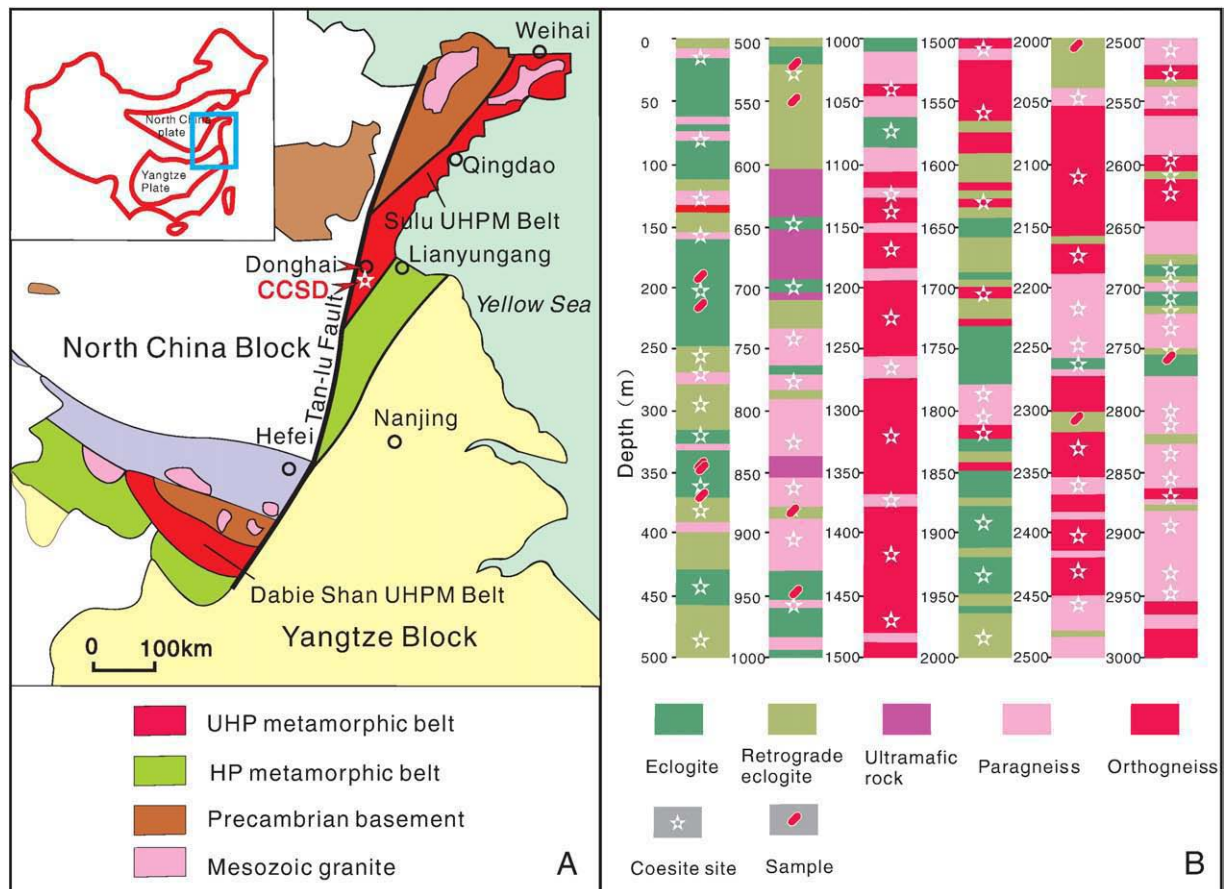 North China
plate
Yangtze
Plate
Weihai
Qingdao
Sulu UHPM Belt
Lianyungang
Donghai
CCSD
Yellow Sea
Tan-lu Fault
North China Block
Nanjing
Hefei
Dabie Shan UHPM Belt
0 100km
Yangtze Block
UHP metamorphic belt
HP metamorphic belt
Precambrian basement
Mesozoic granite
A
Depth (m)
0
50
100
150
200
250
300
350
400
450
500
500
550
600
650
700
750
800
850
900
950
1000
1000
1050
1100
1150
1200
1250
1300
1350
1400
1450
1500
1500
1550
1600
1650
1700
1750
1800
1850
1900
1950
2000
2000
2050
2100
2150
2200
2250
2300
2350
2400
2450
2500
2500
2550
2600
2650
2700
2750
2800
2850
2900
2950
3000
Eclogite
Retrograde
eclogite
Ultramafic
rock
Paragneiss
Orthogneiss
Coesite site
Sample
B